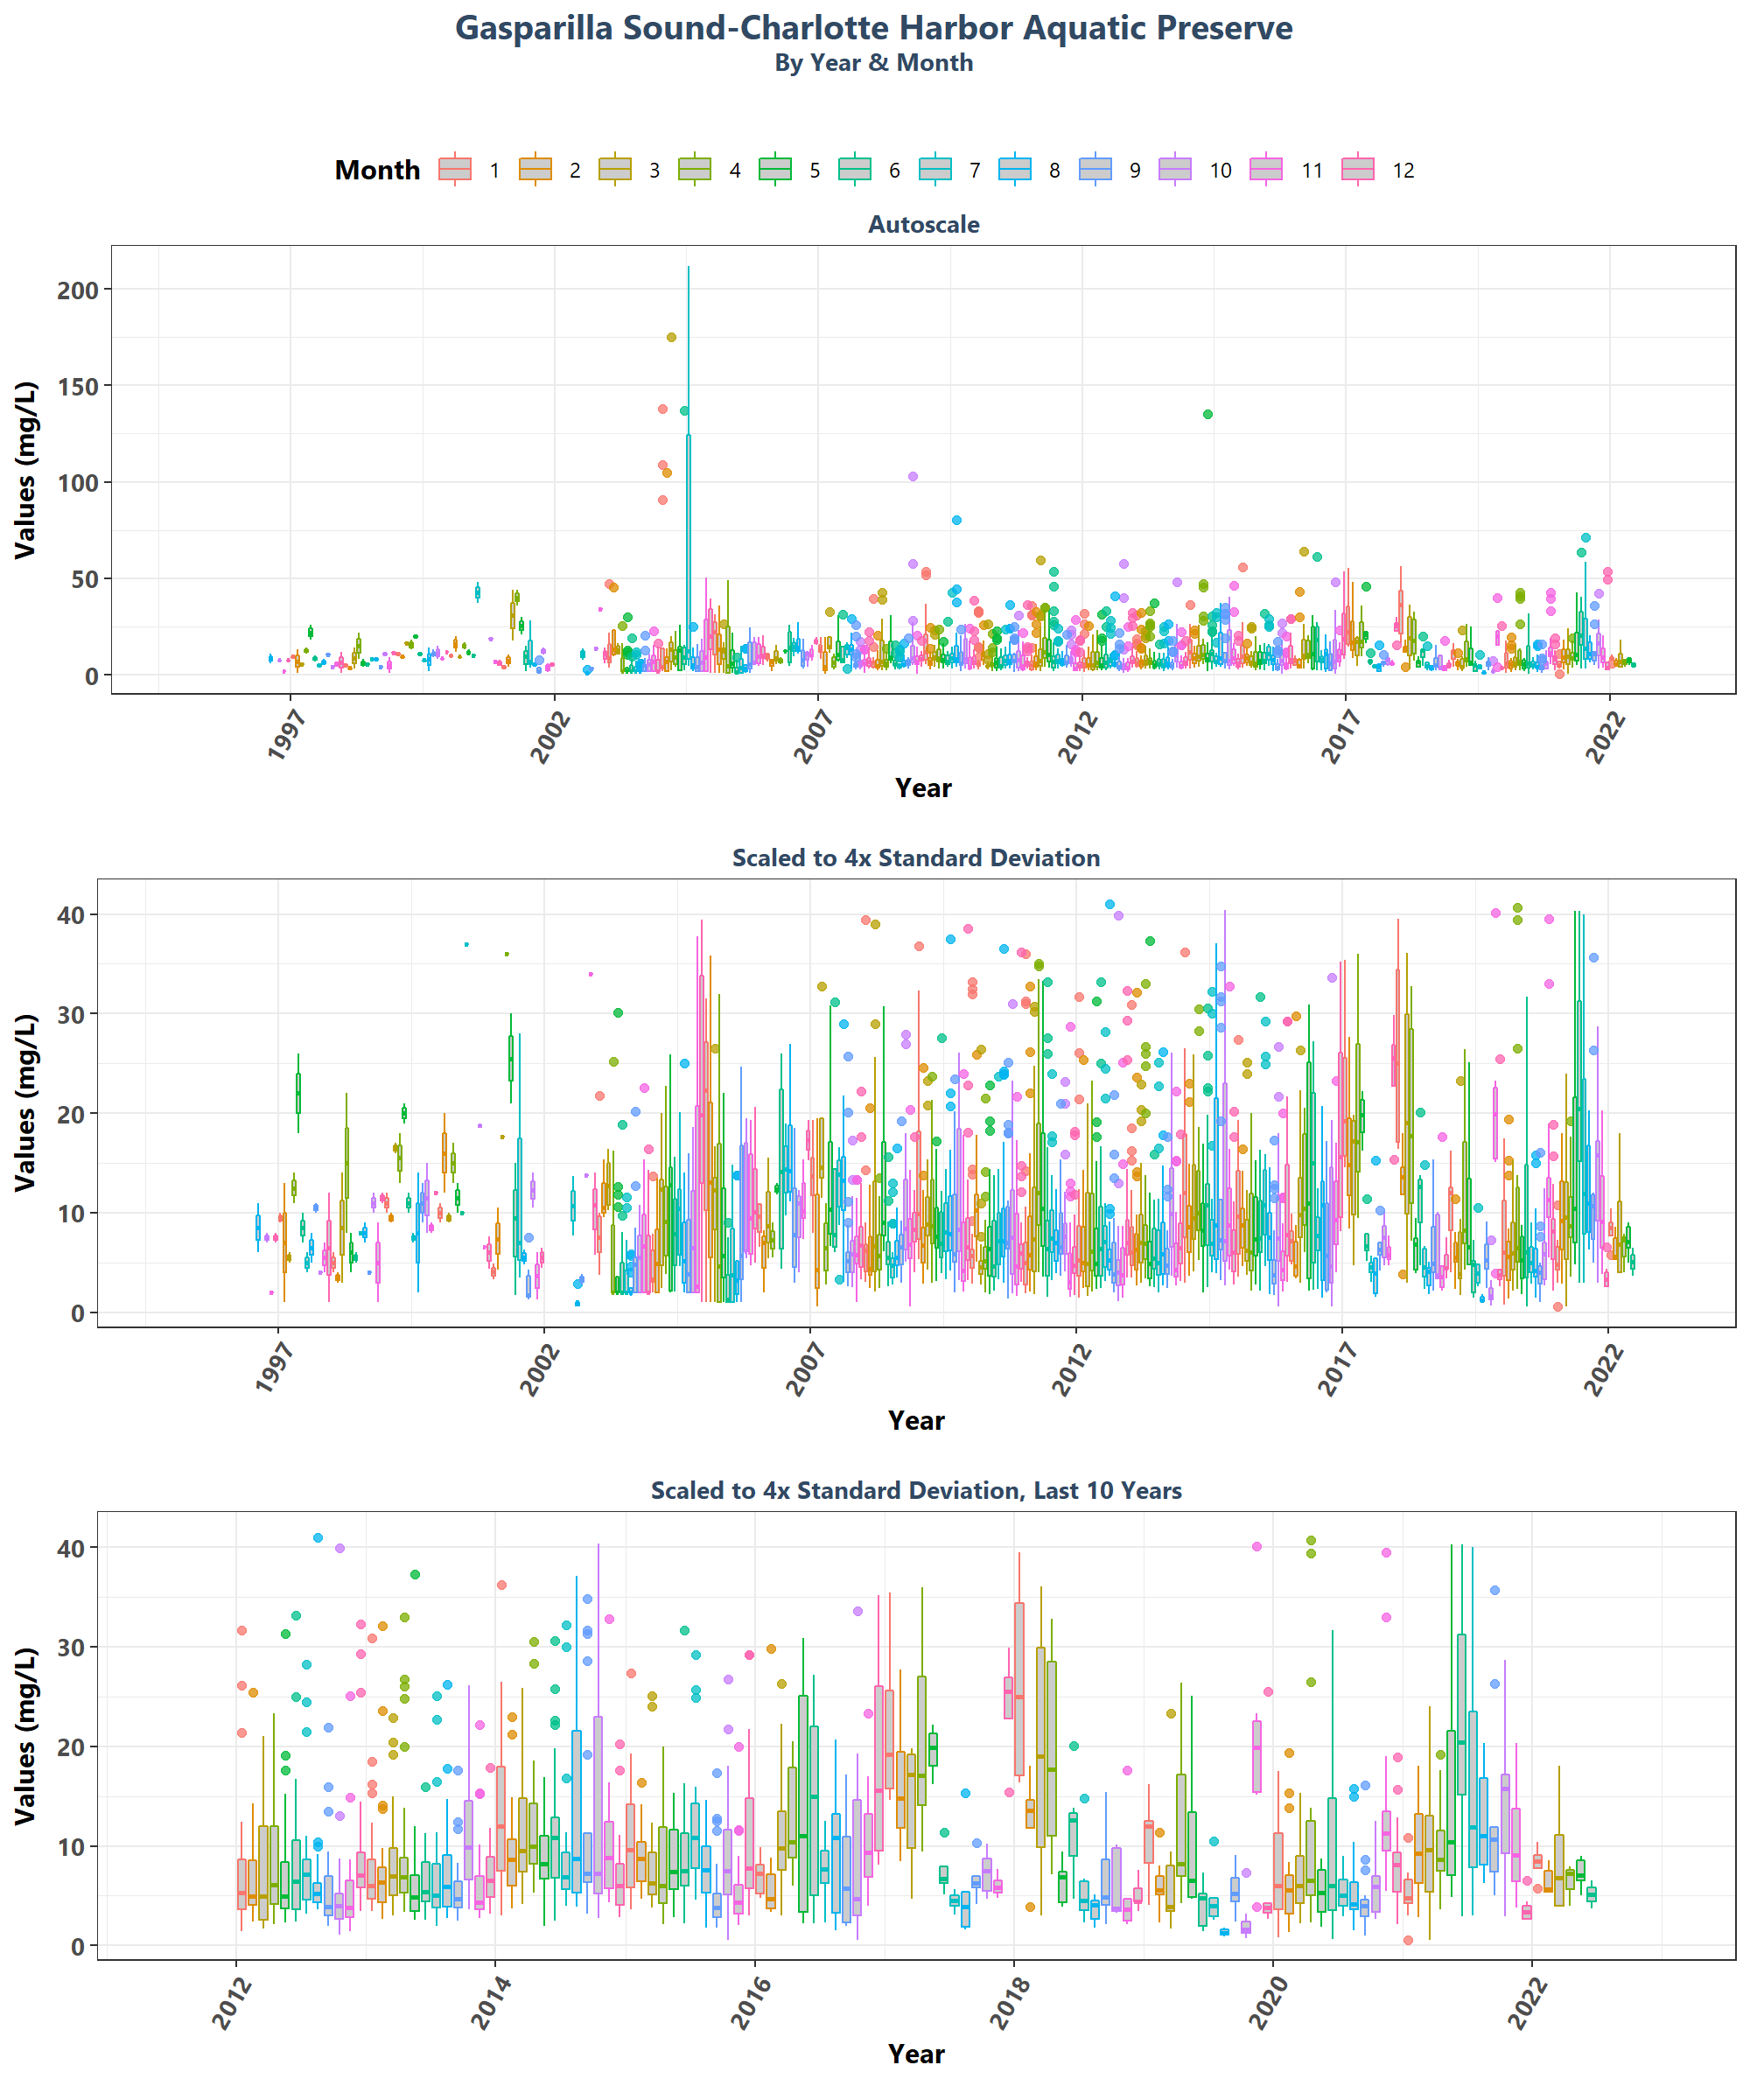 Gasparilla Sound-Charlotte Harbor Aquatic Preserve
By Year & Month
Month 1 2 3 4 5 6 7 8 9 10 11 12
Autoscale
Values (mg/L)
200
150
100
50
0
1997 2002 2007 2012 2017 2022
Year
Scaled to 4x Standard Deviation
Values (mg/L)
40
30
20
10
0
1997 2002 2007 2012 2017 2022
Year
Scaled to 4x Standard Deviation, Last 10 Years
Values (mg/L)
40
30
20
10
0
2012 2014 2016 2018 2020 2022
Year